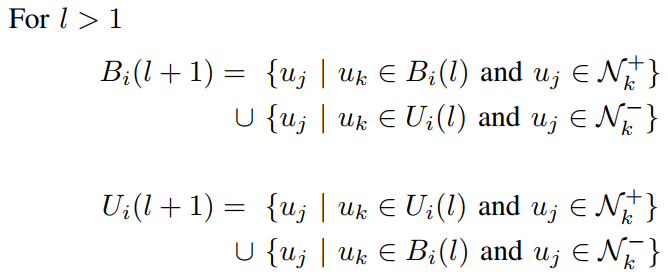 For l > 1
B_i(l + 1) = {u_j | u_k ∈ B_i(l) and u_j ∈ 𝒩_k^+}
∪ {u_j | u_k ∈ U_i(l) and u_j ∈ 𝒩_k^-}
U_i(l + 1) = {u_j | u_k ∈ U_i(l) and u_j ∈ 𝒩_k^+}
∪ {u_j | u_k ∈ B_i(l) and u_j ∈ 𝒩_k^-}